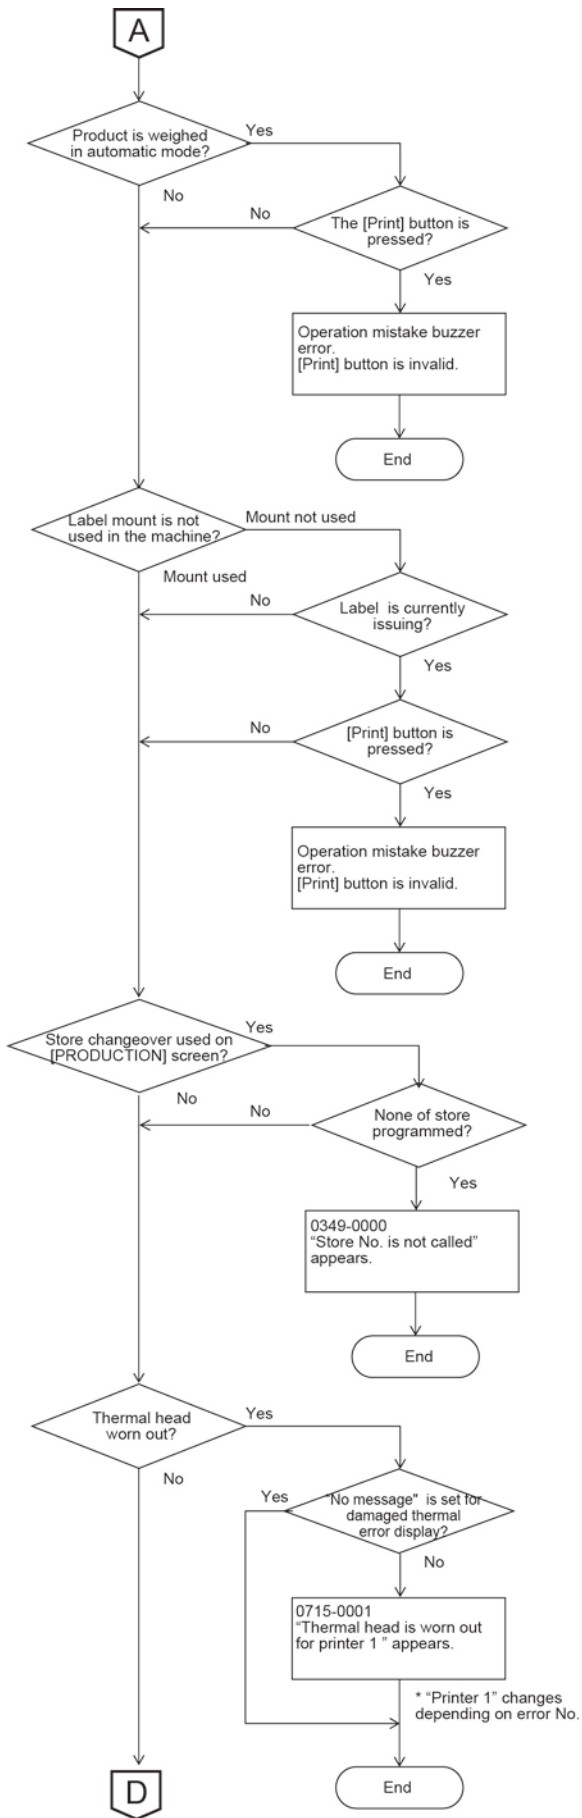 A
Product is weighed
in automatic mode?
Yes
No
The [Print] button is
pressed?
No
Yes
Operation mistake buzzer
error.
[Print] button is invalid.
End
Label mount is not
used in the machine?
Mount not used
Mount used
Label is currently
issuing?
No
Yes
[Print] button is
pressed?
No
Yes
Operation mistake buzzer
error.
[Print] button is invalid.
End
Store changeover used on
[PRODUCTION] screen?
Yes
No
None of store
programmed?
No
Yes
0349-0000
“Store No. is not called”
appears.
End
Thermal head
worn out?
Yes
No
"No message" is set for
damaged thermal
error display?
Yes
No
0715-0001
“Thermal head is worn out
for printer 1 ” appears.
* “Printer 1” changes
depending on error No.
End
D